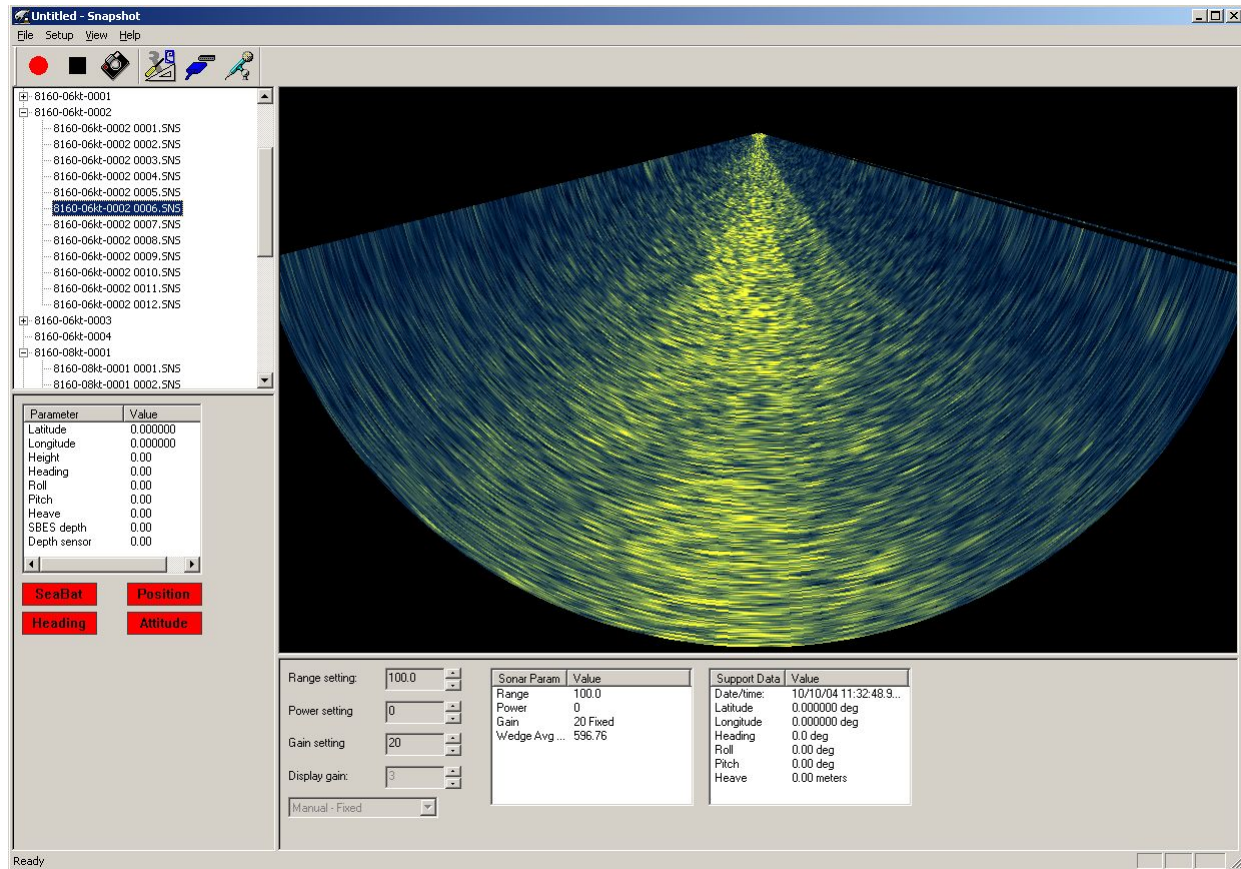 Untitled - Snapshot
File Setup View Help
8160-06kt-0001
8160-06kt-0002
8160-06kt-0002 0001.SNS
8160-06kt-0002 0002.SNS
8160-06kt-0002 0003.SNS
8160-06kt-0002 0004.SNS
8160-06kt-0002 0005.SNS
8160-06kt-0002 0006.SNS
8160-06kt-0002 0007.SNS
8160-06kt-0002 0008.SNS
8160-06kt-0002 0009.SNS
8160-06kt-0002 0010.SNS
8160-06kt-0002 0011.SNS
8160-06kt-0002 0012.SNS
8160-06kt-0003
8160-06kt-0004
8160-08kt-0001
8160-08kt-0001 0001.SNS
8160-08kt-0001 0002.SNS
Parameter Value
Latitude 0.000000
Longitude 0.000000
Height 0.00
Heading 0.00
Roll 0.00
Pitch 0.00
Heave 0.00
SBES depth 0.00
Depth sensor 0.00
SeaBat Position
Heading Attitude
Range setting: 100.0
Power setting 0
Gain setting 20
Display gain: 3
Manual - Fixed
Sonar Param Value
Range 100.0
Power 0
Gain 20 Fixed
Wedge Avg ... 596.76
Support Data Value
Date/time: 10/10/04 11:32:48.9...
Latitude 0.000000 deg
Longitude 0.000000 deg
Heading 0.0 deg
Roll 0.00 deg
Pitch 0.00 deg
Heave 0.00 meters
Ready